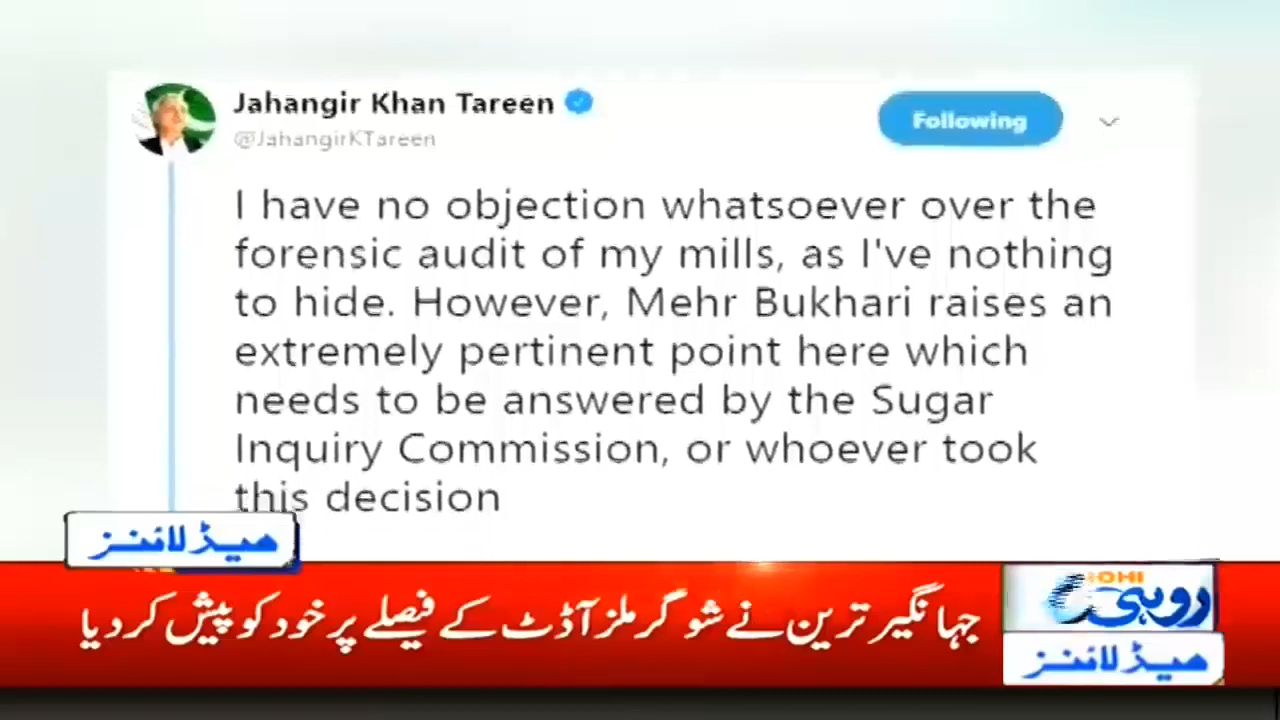 Jahangir Khan Tareen
@JahangirKTareen
Following
I have no objection whatsoever over the
forensic audit of my mills, as I've nothing
to hide. However, Mehr Bukhari raises an
extremely pertinent point here which
needs to be answered by the Sugar
Inquiry Commission, or whoever took
this decision
ہیڈلائنز
جہانگیر ترین نے شوگر ملز آڈٹ کے فیصلے پر خود کو پیش کر دیا
روہی
ہیڈلائنز